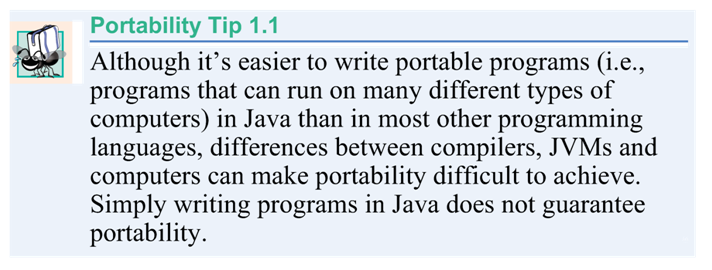 Portability Tip 1.1
Although it’s easier to write portable programs (i.e.,
programs that can run on many different types of
computers) in Java than in most other programming
languages, differences between compilers, JVMs and
computers can make portability difficult to achieve.
Simply writing programs in Java does not guarantee
portability.